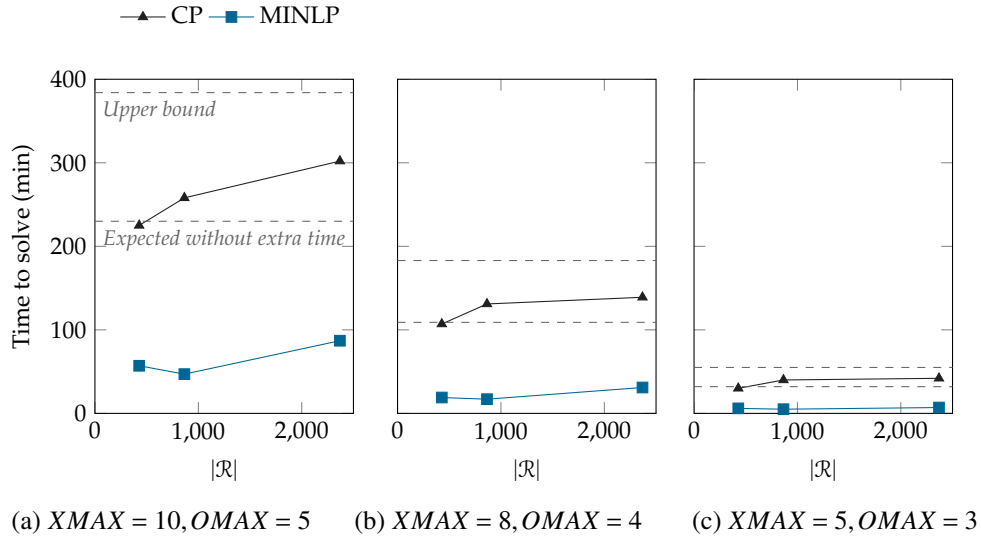 CP MINLP
400
300
200
100
0
Time to solve (min)
Upper bound
Expected without extra time
0 1,000 2,000
0 1,000 2,000
0 1,000 2,000
|ℛ| |ℛ| |ℛ|
(a) XMAX = 10, OMAX = 5 (b) XMAX = 8, OMAX = 4 (c) XMAX = 5, OMAX = 3